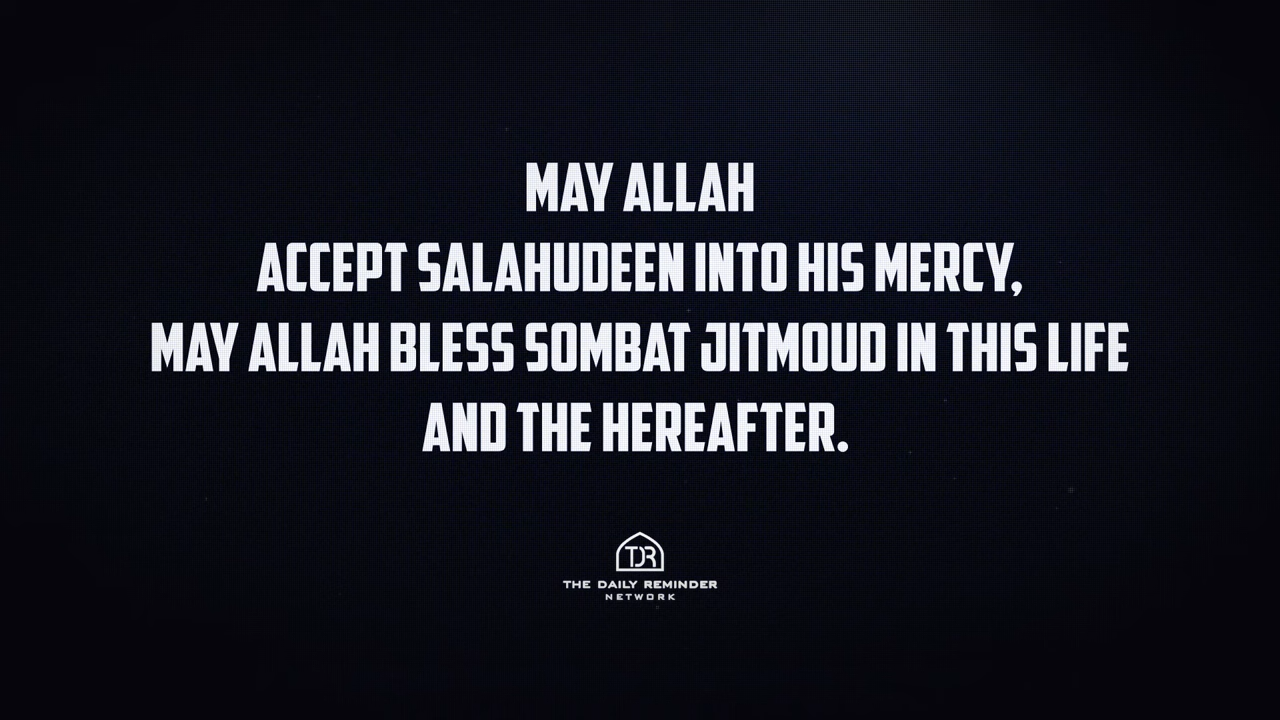 MAY ALLAH
ACCEPT SALAHUDEEN INTO HIS MERCY,
MAY ALLAH BLESS SOMBAT JITMOUD IN THIS LIFE
AND THE HEREAFTER.
TDR
THE DAILY REMINDER
NETWORK